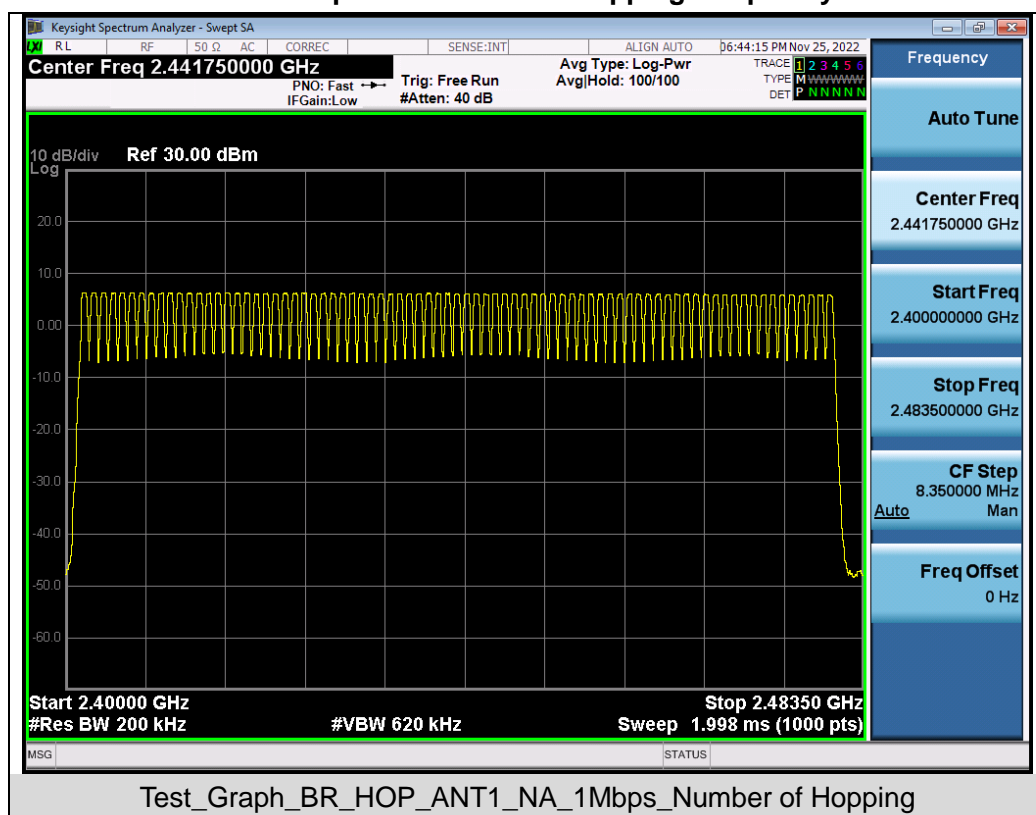 Keysight Spectrum Analyzer - Swept SA
LXI RL RF 50 Ω AC CORREC SENSE:INT ALIGN AUTO 06:44:15 PM Nov 25, 2022
Center Freq 2.441750000 GHz
PNO: Fast
IFGain:Low
Trig: Free Run
#Atten: 40 dB
Avg Type: Log-Pwr
Avg|Hold: 100/100
TRACE 1 2 3 4 5 6
TYPE M WWWWW
DET P N N N N N
10 dB/div Ref 30.00 dBm
Log
20.0
10.0
0.00
-10.0
-20.0
-30.0
-40.0
-50.0
-60.0
Start 2.40000 GHz Stop 2.48350 GHz
#Res BW 200 kHz #VBW 620 kHz Sweep 1.998 ms (1000 pts)
MSG STATUS
Frequency
Auto Tune
Center Freq
2.441750000 GHz
Start Freq
2.400000000 GHz
Stop Freq
2.483500000 GHz
CF Step
8.350000 MHz
Auto Man
Freq Offset
0 Hz
Test_Graph_BR_HOP_ANT1_NA_1Mbps_Number of Hopping